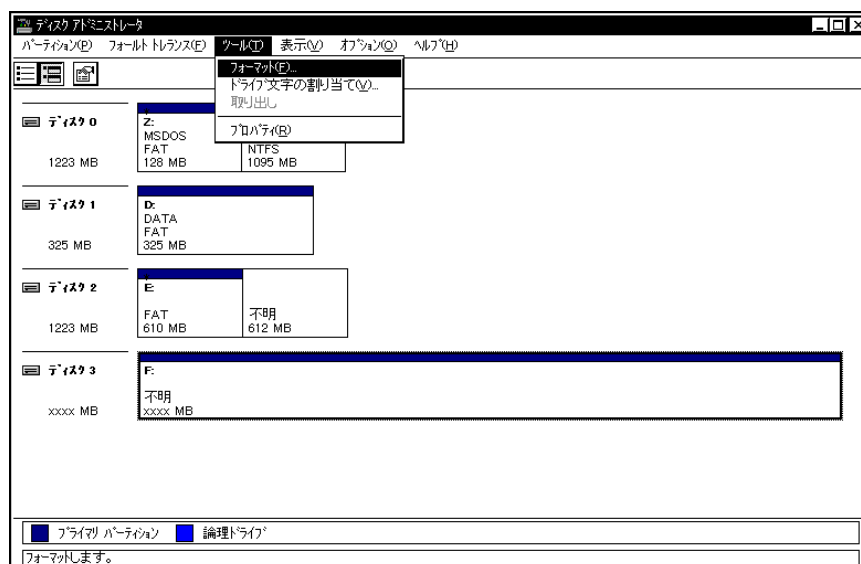 ディスク アドミニストレータ
パーティション(P) フォールト トレランス(F) ツール(T) 表示(V) オプション(O) ヘルプ(H)
フォーマット(F)...
ドライブ文字の割り当て(V)...
取り出し
プロパティ(R)
ディスク 0
1223 MB
Z:
MSDOS
FAT
128 MB
NTFS
1095 MB
ディスク 1
325 MB
D:
DATA
FAT
325 MB
ディスク 2
1223 MB
E:
FAT
610 MB
不明
612 MB
ディスク 3
xxxx MB
F:
不明
xxxx MB
プライマリ パーティション 論理ドライブ
フォーマットします。